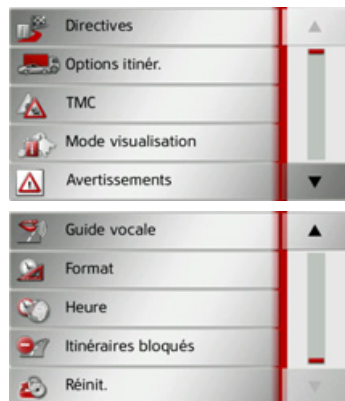 Directives
Options itinér.
TMC
Mode visualisation
Avertissements
Guide vocale
Format
Heure
Itinéraires bloqués
Réinit.